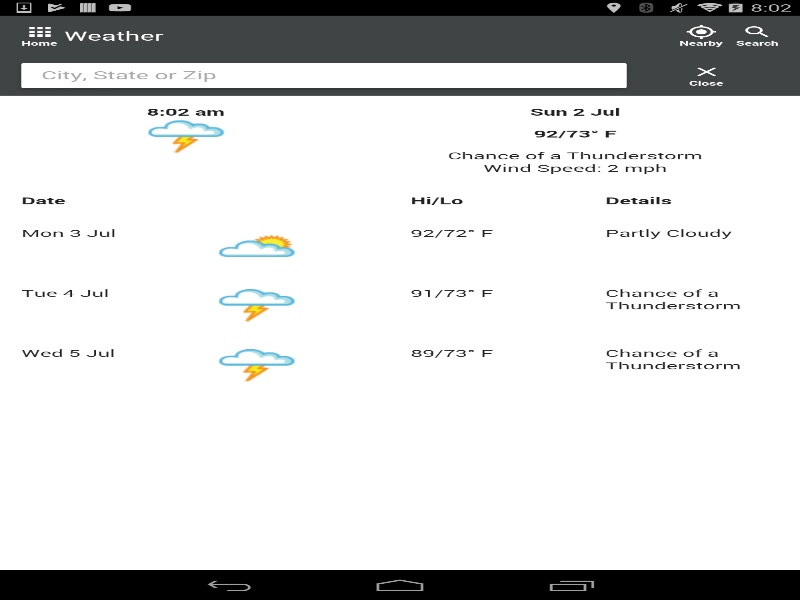 8:02
Home
Weather
Nearby
Search
City, State or Zip
Close
8:02 am
Sun 2 Jul
92/73° F
Chance of a Thunderstorm
Wind Speed: 2 mph
Date
Hi/Lo
Details
Mon 3 Jul
92/72° F
Partly Cloudy
Tue 4 Jul
91/73° F
Chance of a
Thunderstorm
Wed 5 Jul
89/73° F
Chance of a
Thunderstorm